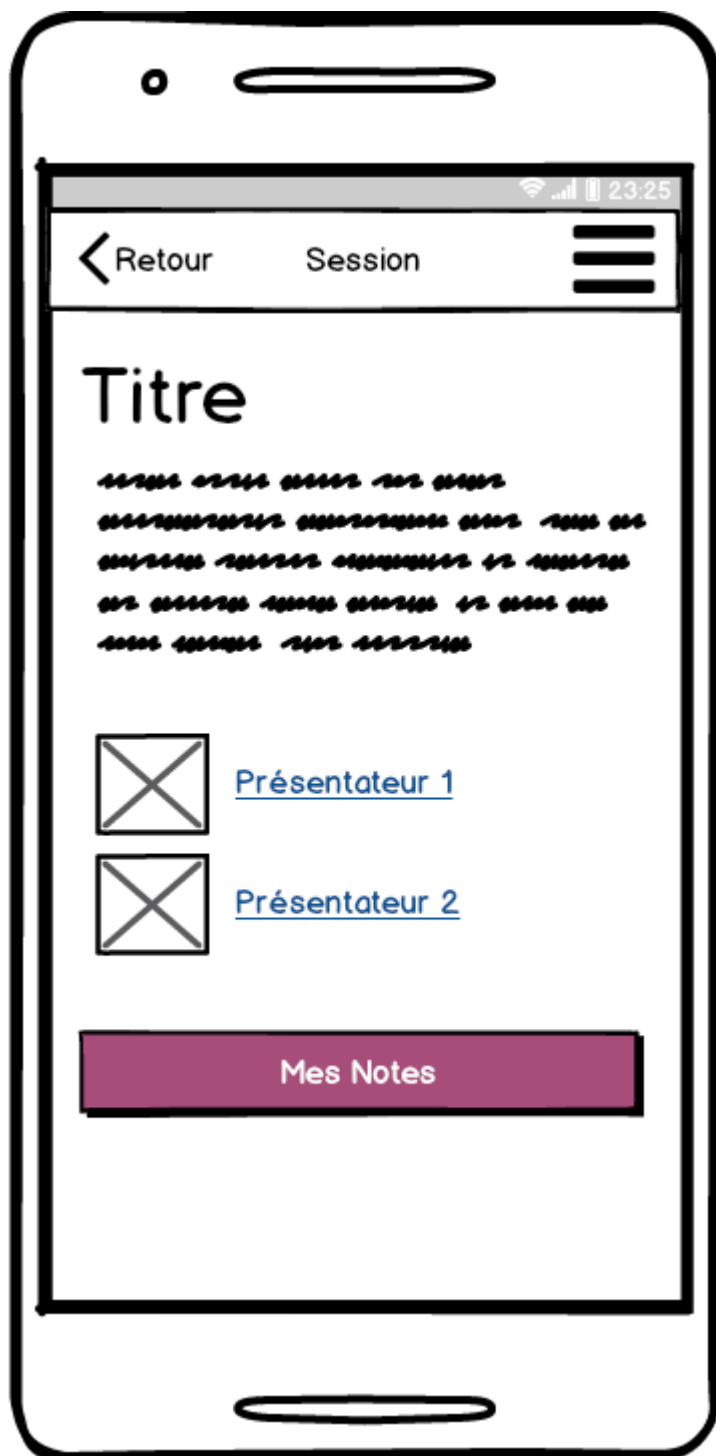 23:25
Retour Session
Titre
Présentateur 1
Présentateur 2
Mes Notes